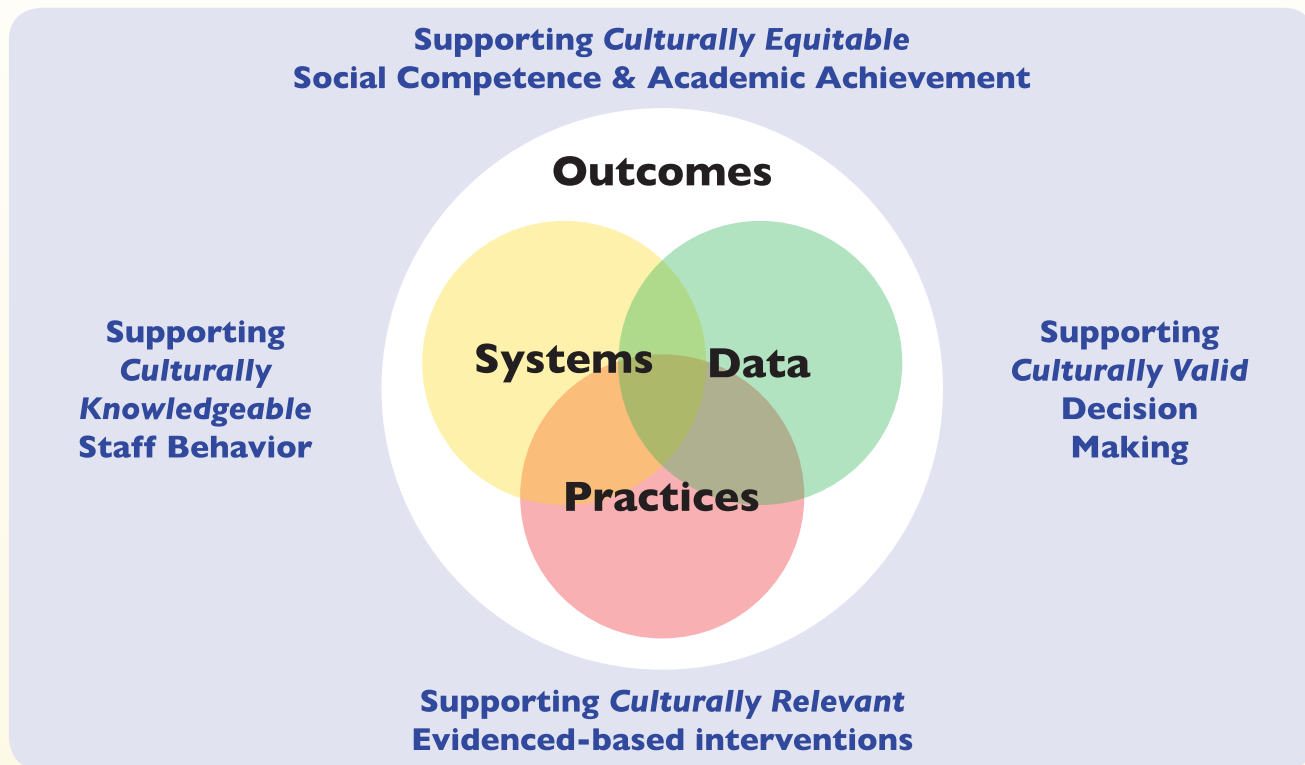 Supporting Culturally Equitable
Social Competence & Academic Achievement
Outcomes
Systems
Data
Practices
Supporting
Culturally
Knowledgeable
Staff Behavior
Supporting
Culturally Valid
Decision
Making
Supporting Culturally Relevant
Evidenced-based interventions